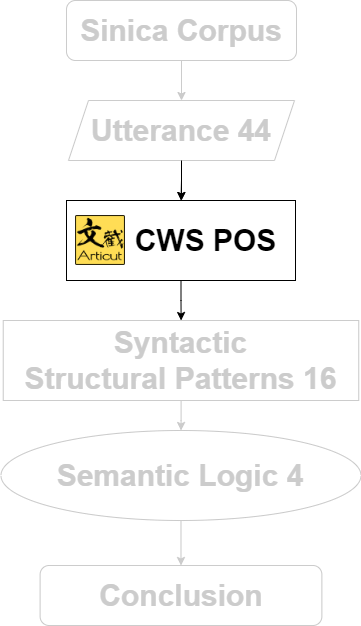 Sinica Corpus
Utterance 44
文截
Articut
CWS POS
Syntactic
Structural Patterns 16
Semantic Logic 4
Conclusion